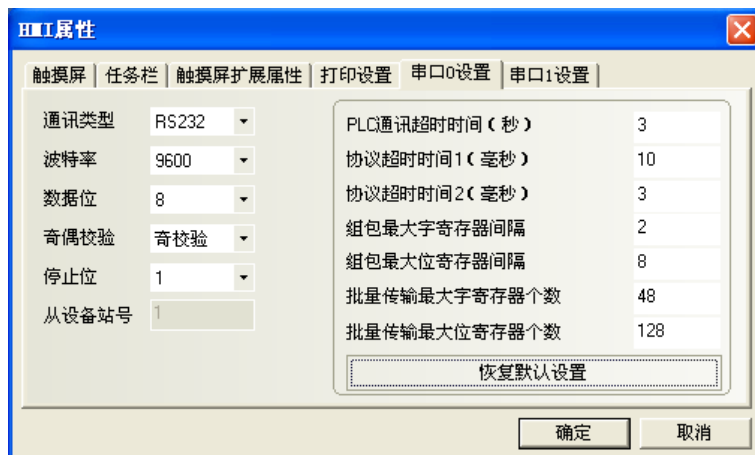 HMI属性
触摸屏 任务栏 触摸屏扩展属性 打印设置 串口0设置 串口1设置
通讯类型 RS232
波特率 9600
数据位 8
奇偶校验 奇校验
停止位 1
从设备站号 1
PLC通讯超时时间(秒) 3
协议超时时间1(毫秒) 10
协议超时时间2(毫秒) 3
组包最大字寄存器间隔 2
组包最大位寄存器间隔 8
批量传输最大字寄存器个数 48
批量传输最大位寄存器个数 128
恢复默认设置
确定 取消